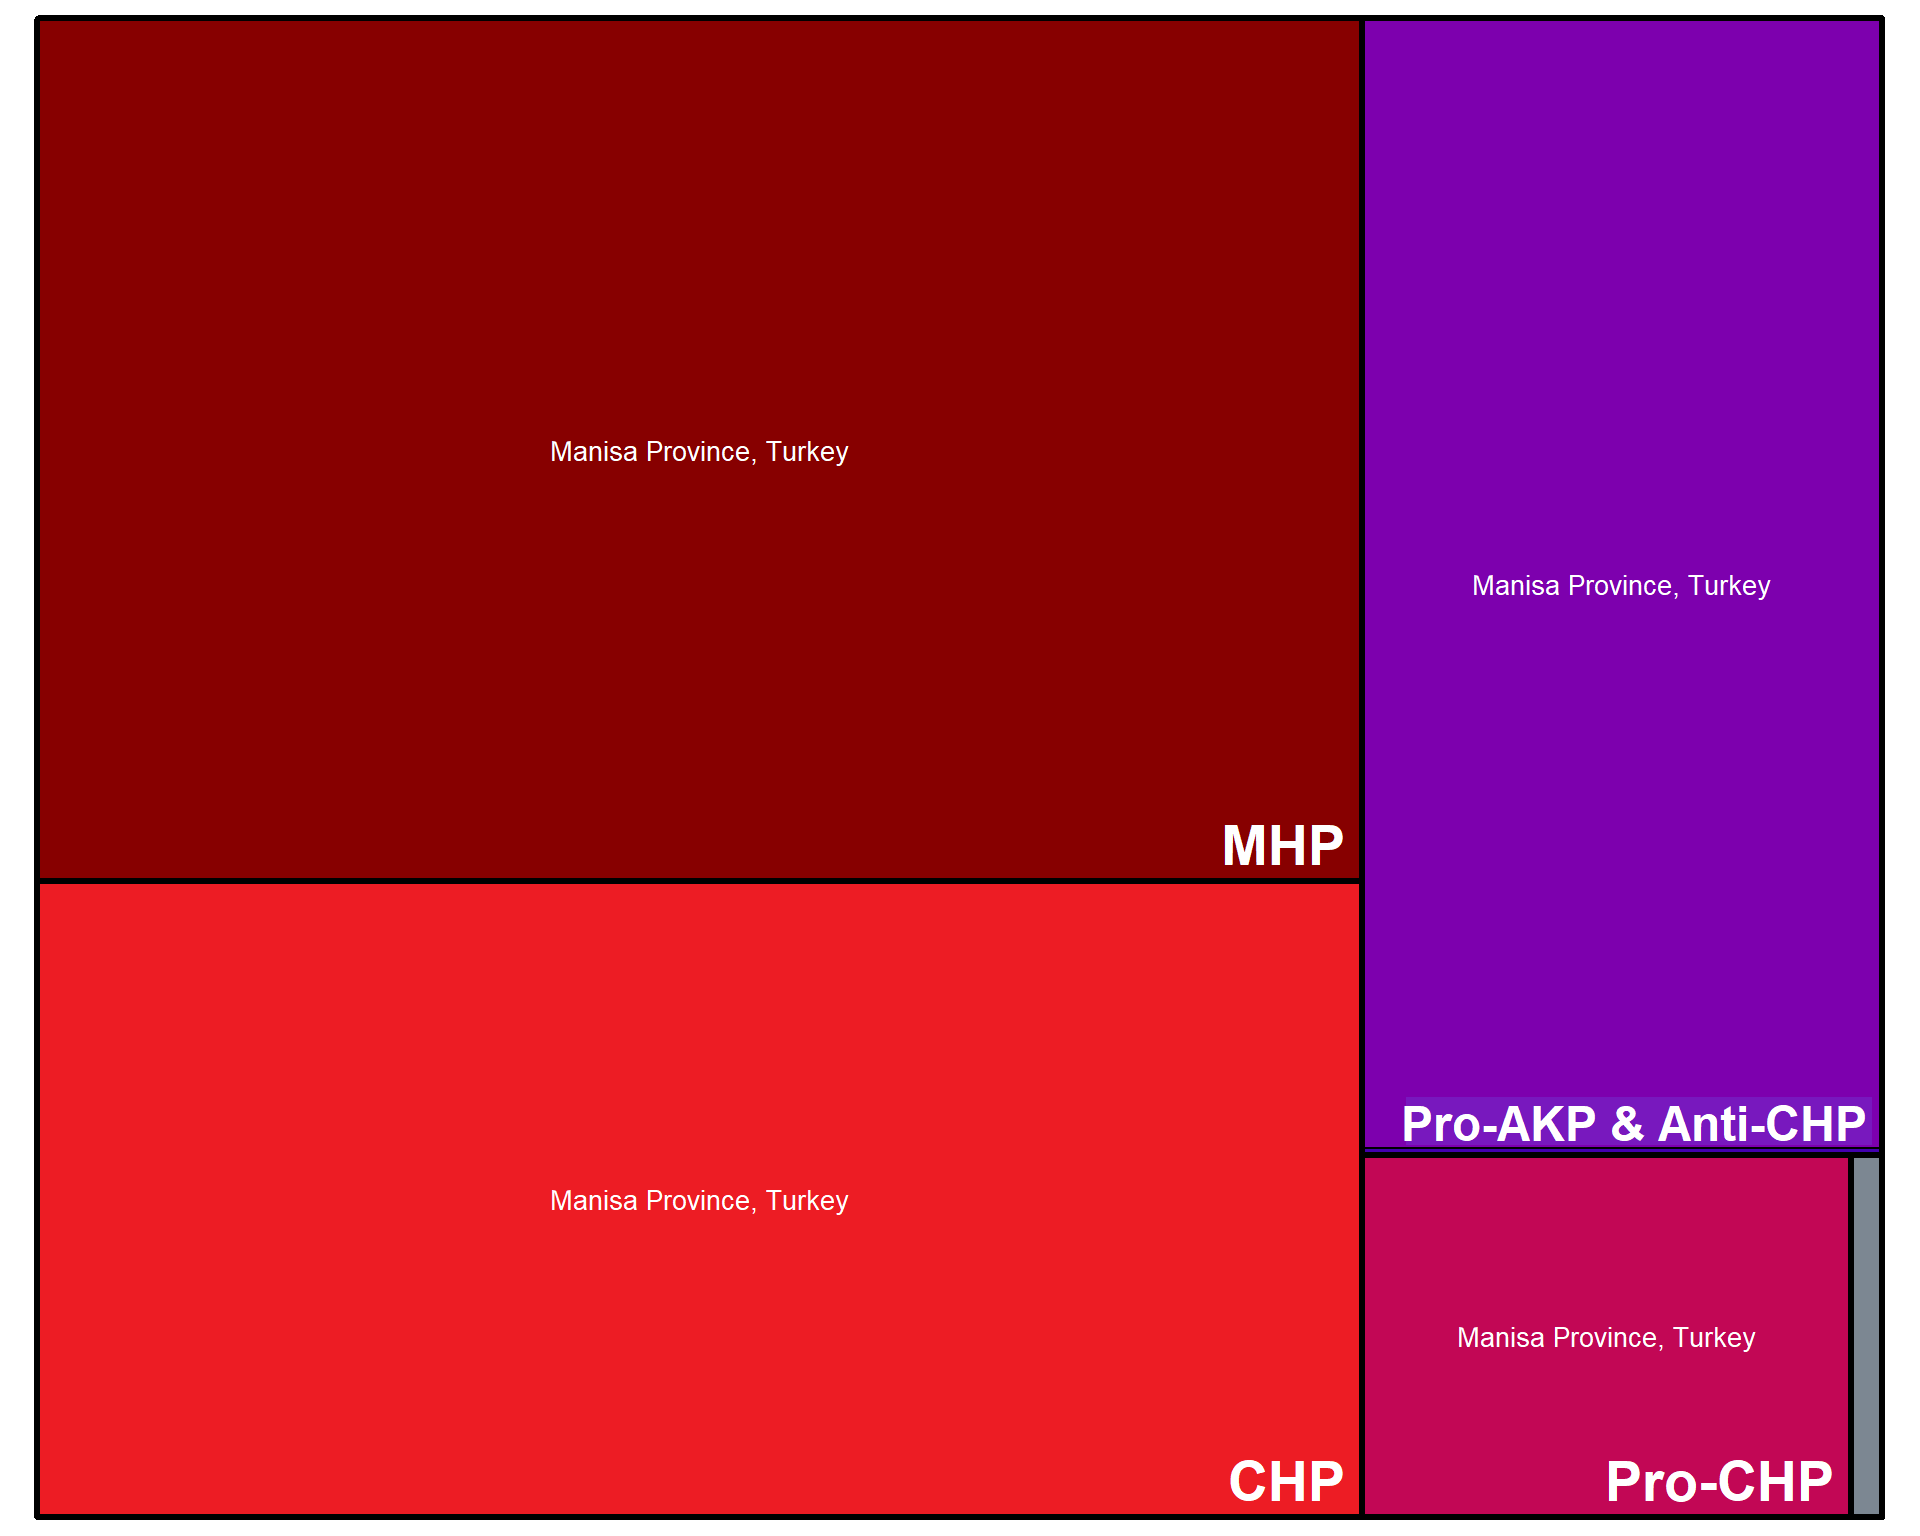 Manisa Province, Turkey
MHP
Manisa Province, Turkey
CHP
Manisa Province, Turkey
Pro-AKP & Anti-CHP
Manisa Province, Turkey
Pro-CHP